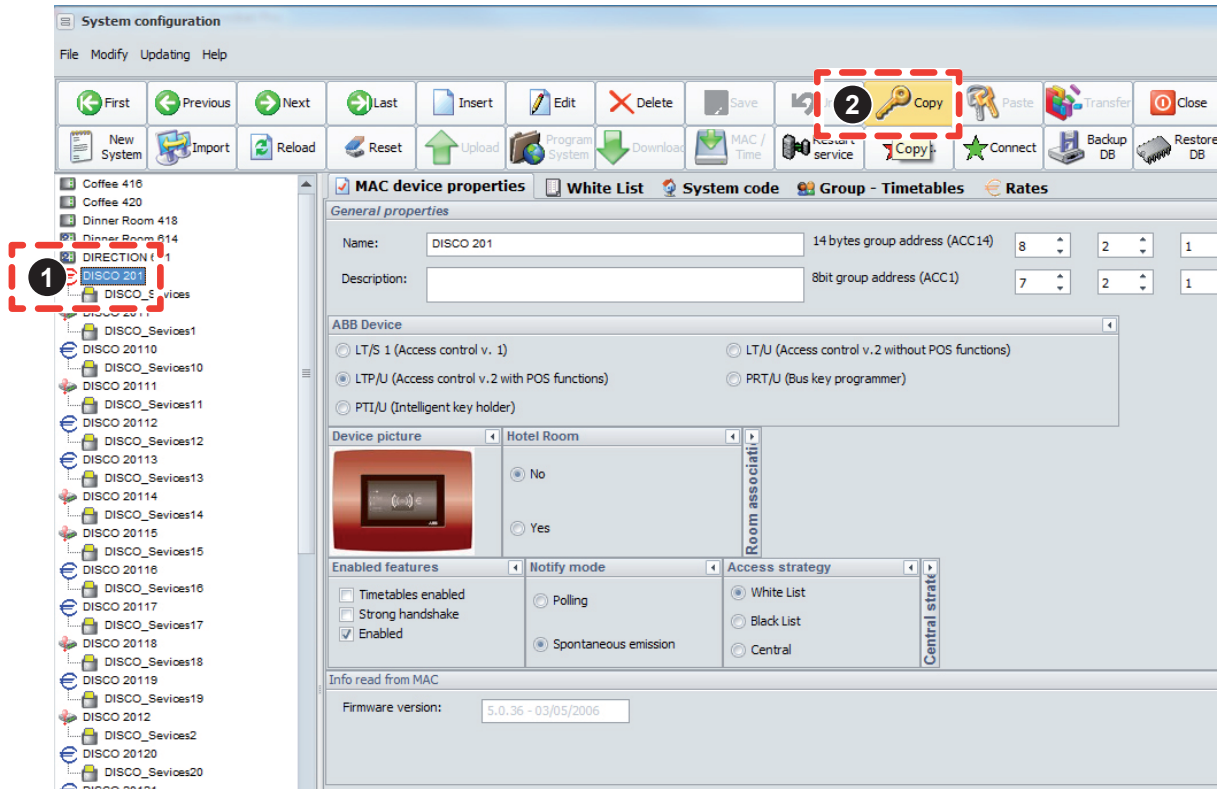 System configuration
File Modify Updating Help
First Previous Next Last Insert Edit Delete Save 2 Copy Paste Transfer Close
New System Import Reload Reset Upload Program System Download MAC / Time Restart service Copy Connect Backup DB Restore DB
Coffee 416
Coffee 420
Dinner Room 418
Dinner Room 614
DIRECTION
1 DISCO 201
DISCO_Sevices
DISCO 2011
DISCO_Sevices1
DISCO 20110
DISCO_Sevices10
DISCO 20111
DISCO_Sevices11
DISCO 20112
DISCO_Sevices12
DISCO 20113
DISCO_Sevices13
DISCO 20114
DISCO_Sevices14
DISCO 20115
DISCO_Sevices15
DISCO 20116
DISCO_Sevices16
DISCO 20117
DISCO_Sevices17
DISCO 20118
DISCO_Sevices18
DISCO 20119
DISCO_Sevices19
DISCO 2012
DISCO_Sevices2
DISCO 20120
DISCO_Sevices20
MAC device properties White List System code Group - Timetables Rates
General properties
Name: DISCO 201 14 bytes group address (ACC14) 8 2 1
Description: 8bit group address (ACC1) 7 2 1
ABB Device
LT/S 1 (Access control v. 1) LT/U (Access control v.2 without POS functions)
LTP/U (Access control v.2 with POS functions) PRT/U (Bus key programmer)
PTI/U (Intelligent key holder)
Device picture Hotel Room
No
Yes
Room associati
ABB
Enabled features Notify mode Access strategy
Timetables enabled Polling White List
Strong handshake Black List
Enabled Spontaneous emission Central
Central strate
Info read from MAC
Firmware version: 5.0.36 - 03/05/2006